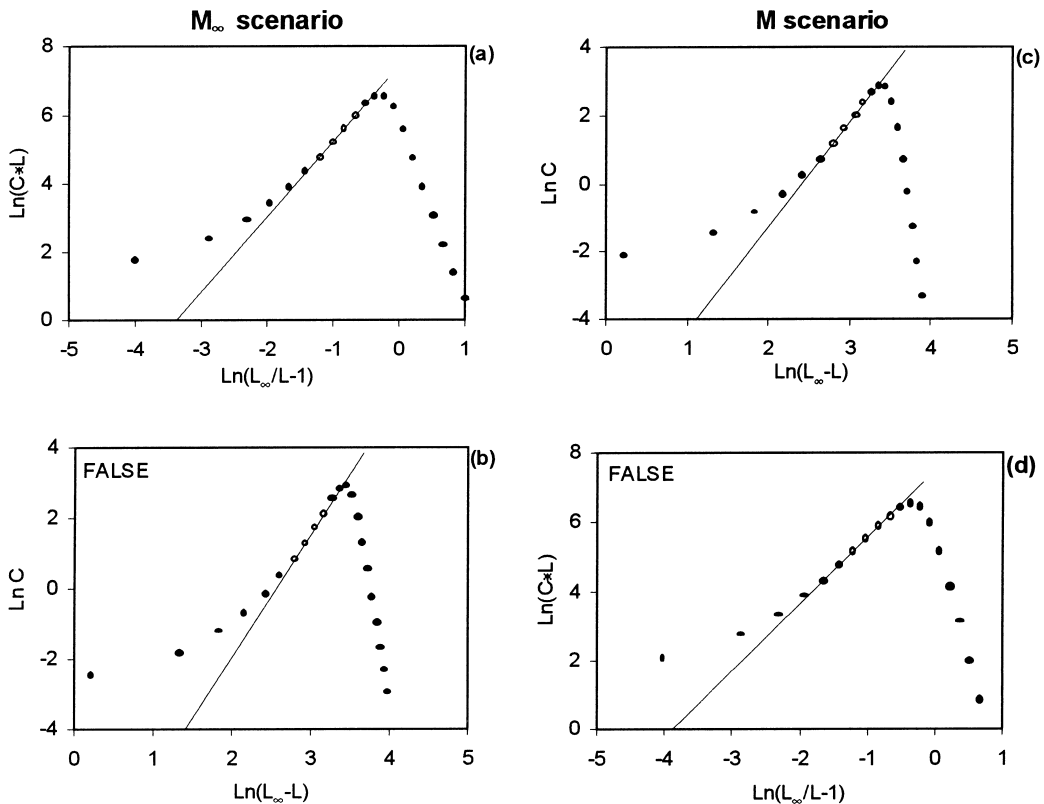 M∞ scenario
M scenario
(a)
8
6
4
2
0
-5 -4 -3 -2 -1 0 1
Ln(C*L)
Ln(L∞/L-1)
(c)
4
2
0
-2
-4
0 1 2 3 4 5
Ln C
Ln(L∞-L)
FALSE
(b)
4
2
0
-2
-4
0 1 2 3 4 5
Ln C
Ln(L∞-L)
FALSE
(d)
8
6
4
2
0
-5 -4 -3 -2 -1 0 1
Ln(C*L)
Ln(L∞/L-1)